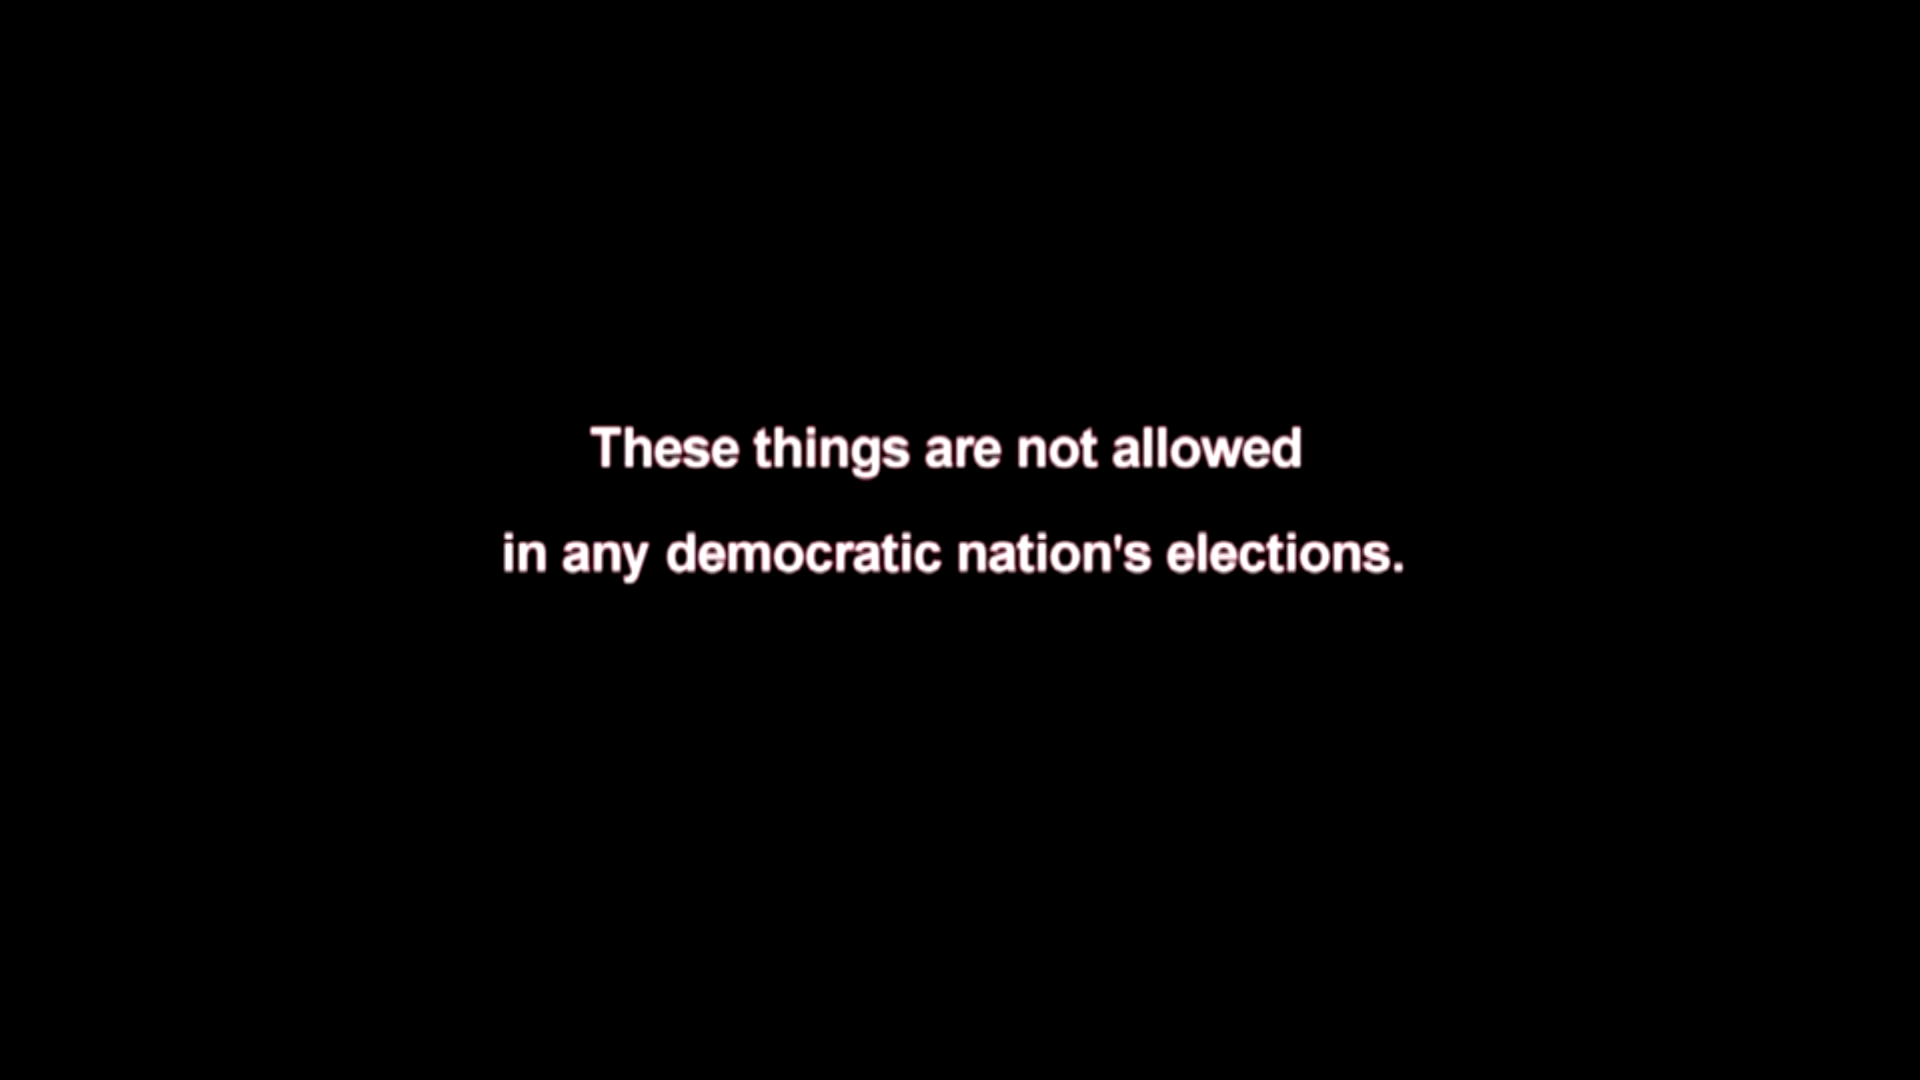 These things are not allowed
in any democratic nation's elections.